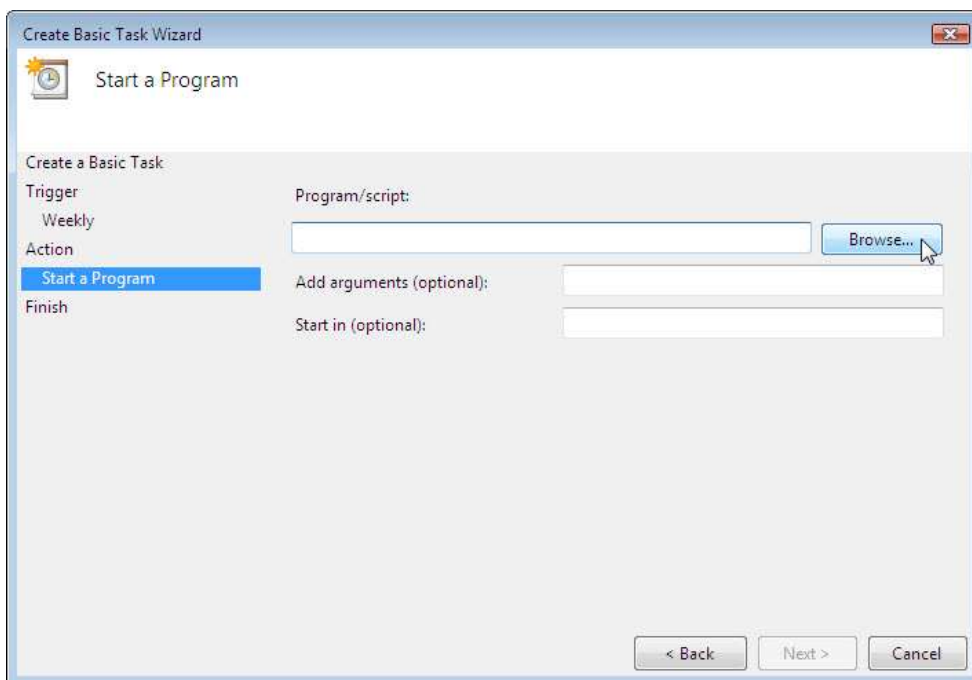 Create Basic Task Wizard
Start a Program
Create a Basic Task
Trigger
Weekly
Action
Start a Program
Finish
Program/script:
Browse...
Add arguments (optional):
Start in (optional):
< Back
Next >
Cancel